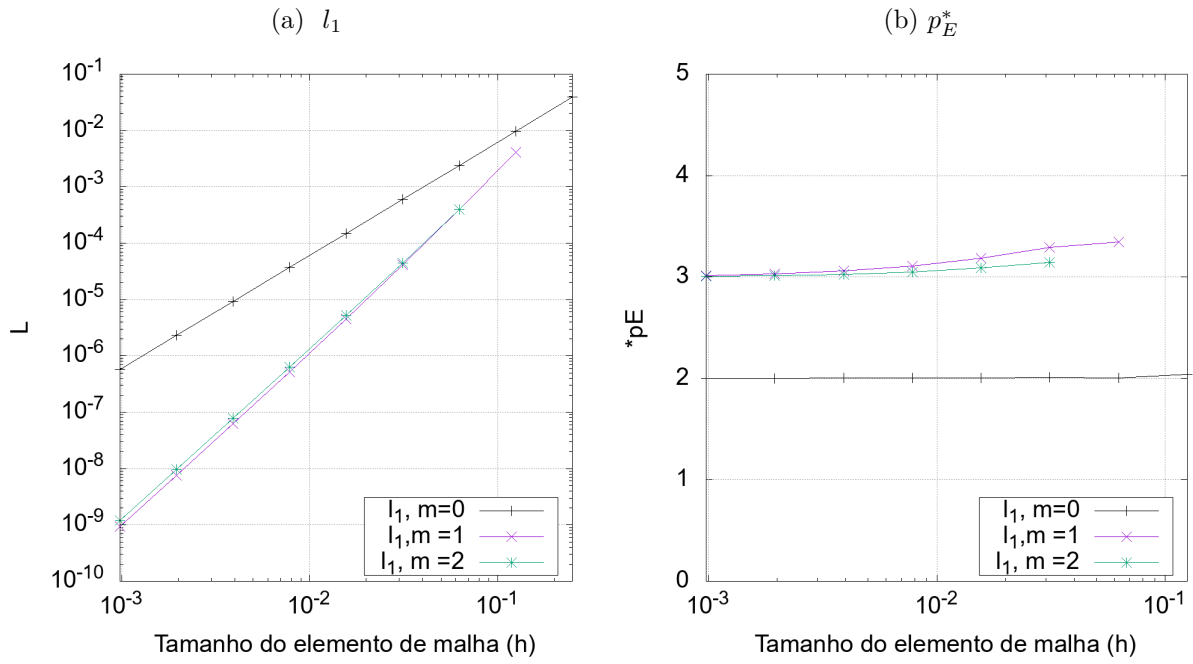 (a) l₁
(b) p*_E
10⁻¹
10⁻²
10⁻³
10⁻⁴
10⁻⁵
10⁻⁶
10⁻⁷
10⁻⁸
10⁻⁹
10⁻¹⁰
L
10⁻³ 10⁻² 10⁻¹
Tamanho do elemento de malha (h)
l₁, m=0
l₁,m =1
l₁, m =2
5
4
3
2
1
0
*pE
10⁻³ 10⁻² 10⁻¹
Tamanho do elemento de malha (h)
l₁, m=0
l₁,m =1
l₁, m =2